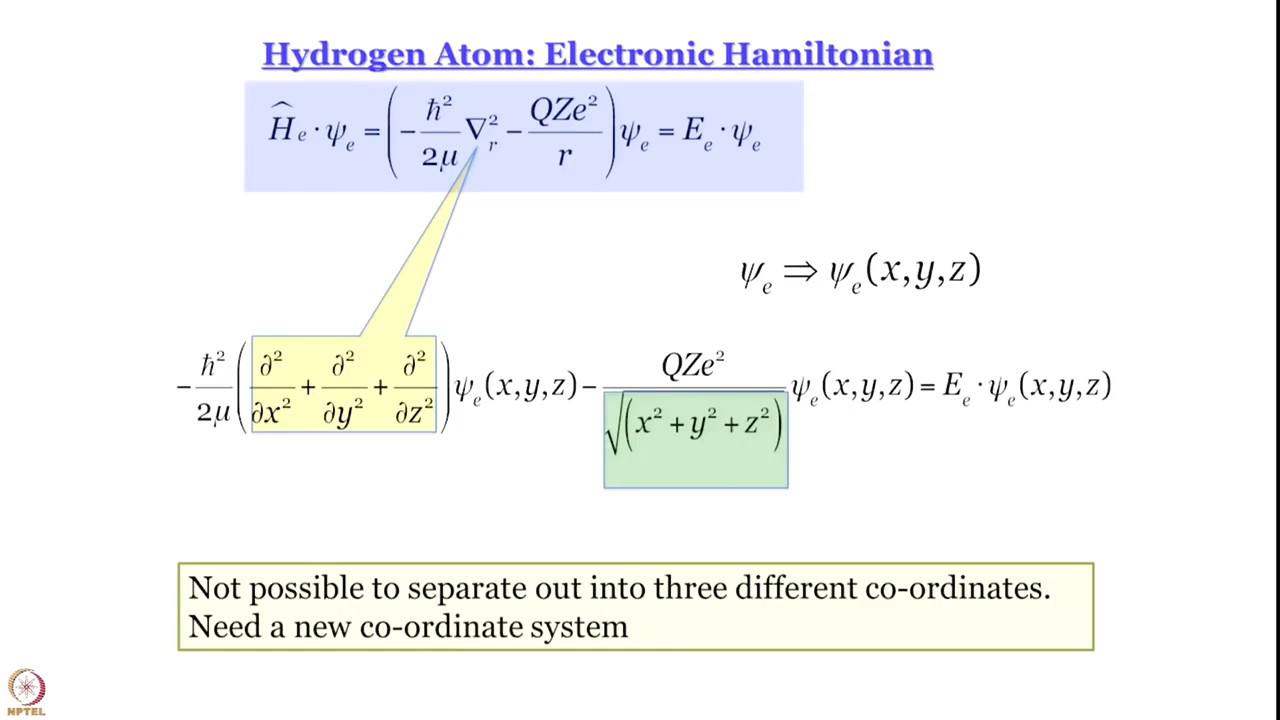 Hydrogen Atom: Electronic Hamiltonian
Ĥₑ · ψₑ = ( − ħ²/2μ ∇ᵣ² − QZe²/r ) ψₑ = Eₑ · ψₑ
ψₑ ⇒ ψₑ(x,y,z)
− ħ²/2μ ( ∂²/∂x² + ∂²/∂y² + ∂²/∂z² ) ψₑ(x,y,z) − QZe²/√(x² + y² + z²) ψₑ(x,y,z) = Eₑ · ψₑ(x,y,z)
Not possible to separate out into three different co-ordinates.
Need a new co-ordinate system
NPTEL